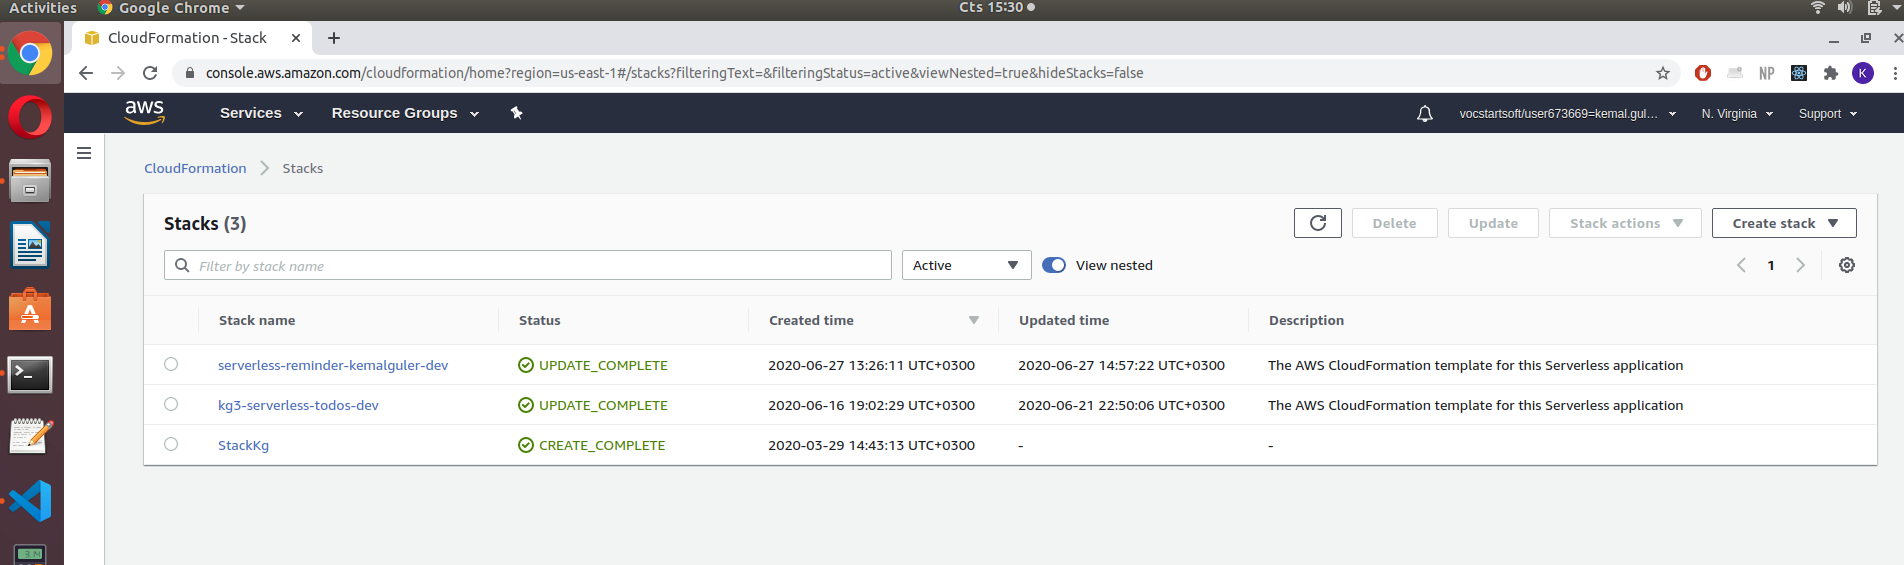 Activities Google Chrome Cts 15:30
CloudFormation - Stack
console.aws.amazon.com/cloudformation/home?region=us-east-1#/stacks?filteringText=&filteringStatus=active&viewNested=true&hideStacks=false NP K
aws Services Resource Groups vocstartsoft/user673669=kemal.gul... N. Virginia Support
CloudFormation Stacks
Stacks (3) Delete Update Stack actions Create stack
Filter by stack name Active View nested 1
Stack name Status Created time Updated time Description
serverless-reminder-kemalguler-dev UPDATE_COMPLETE 2020-06-27 13:26:11 UTC+0300 2020-06-27 14:57:22 UTC+0300 The AWS CloudFormation template for this Serverless application
kg3-serverless-todos-dev UPDATE_COMPLETE 2020-06-16 19:02:29 UTC+0300 2020-06-21 22:50:06 UTC+0300 The AWS CloudFormation template for this Serverless application
StackKg CREATE_COMPLETE 2020-03-29 14:43:13 UTC+0300 - -
3.14